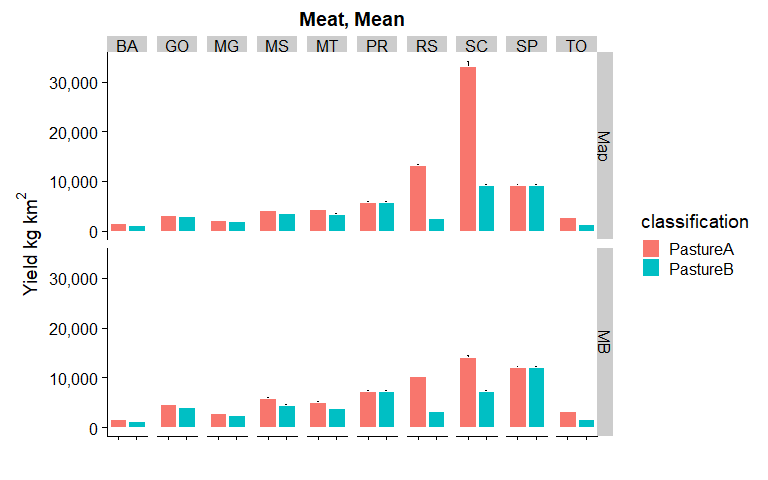 Meat, Mean
BA GO MG MS MT PR RS SC SP TO
30,000
20,000
10,000
0
Map
30,000
20,000
10,000
0
MB
Yield kg km²
classification
PastureA
PastureB